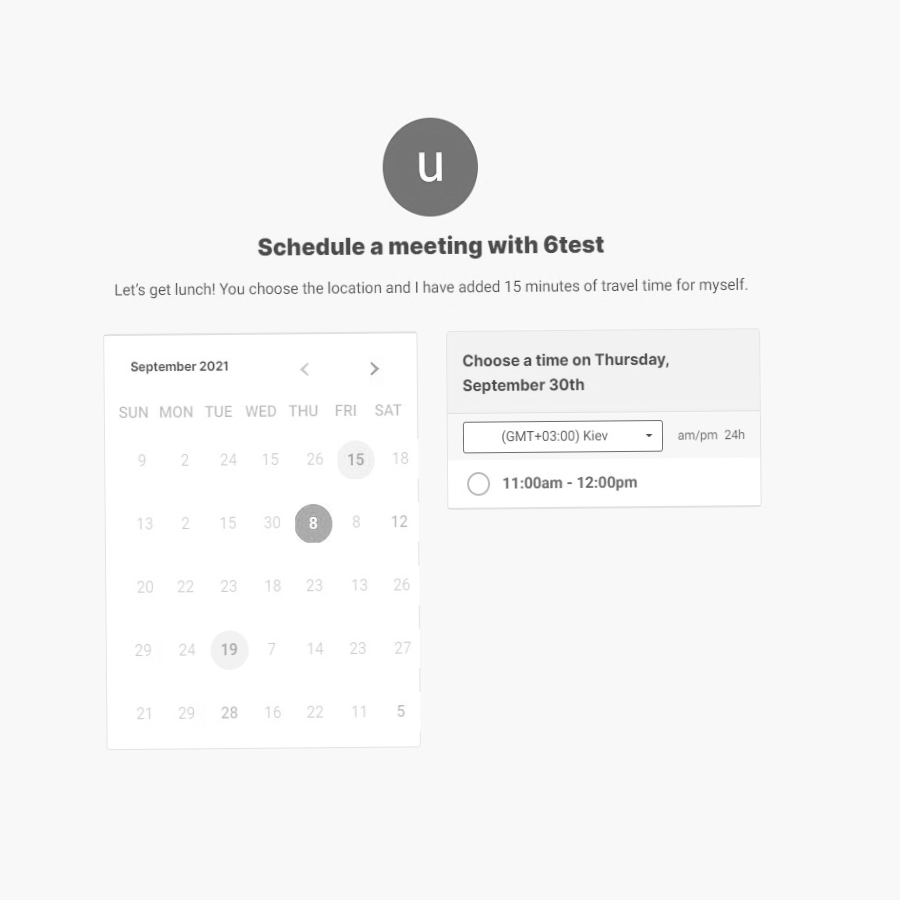 u
Schedule a meeting with 6test
Let's get lunch! You choose the location and I have added 15 minutes of travel time for myself.
September 2021
SUN MON TUE WED THU FRI SAT
9 2 24 15 26 15 18
13 2 15 30 8 8 12
20 22 23 18 23 13 26
29 24 19 7 14 23 27
21 29 28 16 22 11 5
Choose a time on Thursday,
September 30th
(GMT+03:00) Kiev am/pm 24h
11:00am - 12:00pm